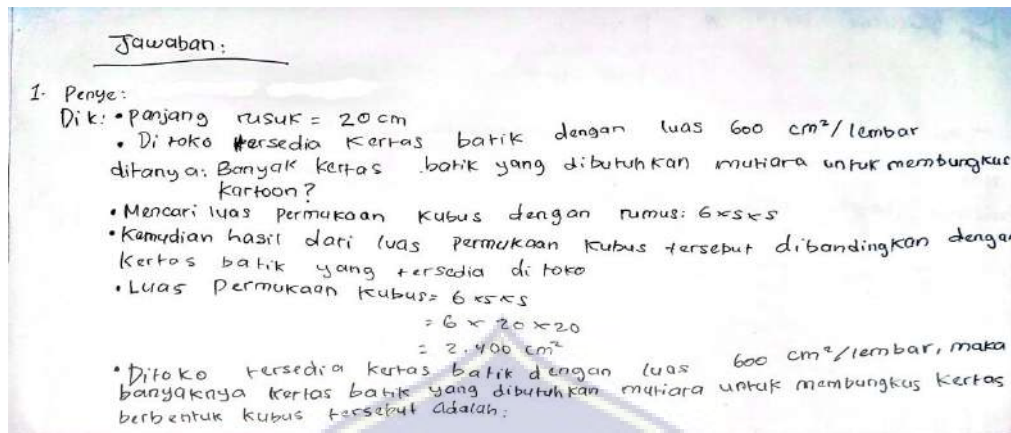 Jawaban:
1. Penye:
Dik: • Panjang rusuk = 20 cm
• Di toko tersedia kertas batik dengan luas 600 cm²/lembar
ditanya: Banyak kertas batik yang dibutuhkan mutiara untuk membungkus
kartoon?
• Mencari luas permukaan kubus dengan rumus: 6×s×s
• Kemudian hasil dari luas permukaan kubus tersebut dibandingkan denga
kertas batik yang tersedia di toko
• Luas Permukaan kubus= 6 ×s×s
= 6 × 20 ×20
= 2.400 cm²
• Ditoko tersedia kertas batik dengan luas 600 cm²/lembar, maka
banyaknya kertas batik yang dibutuhkan mutiara untuk membungkus kertas
berbentuk kubus tersebut adalah: